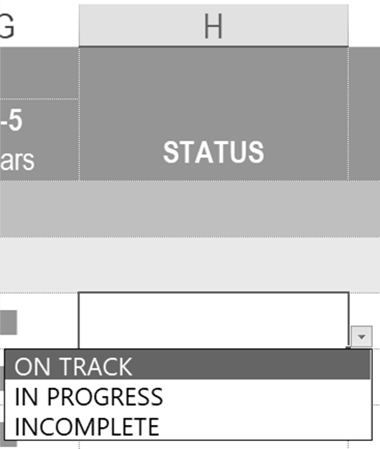 G
H
-5
ars
STATUS
ON TRACK
IN PROGRESS
INCOMPLETE